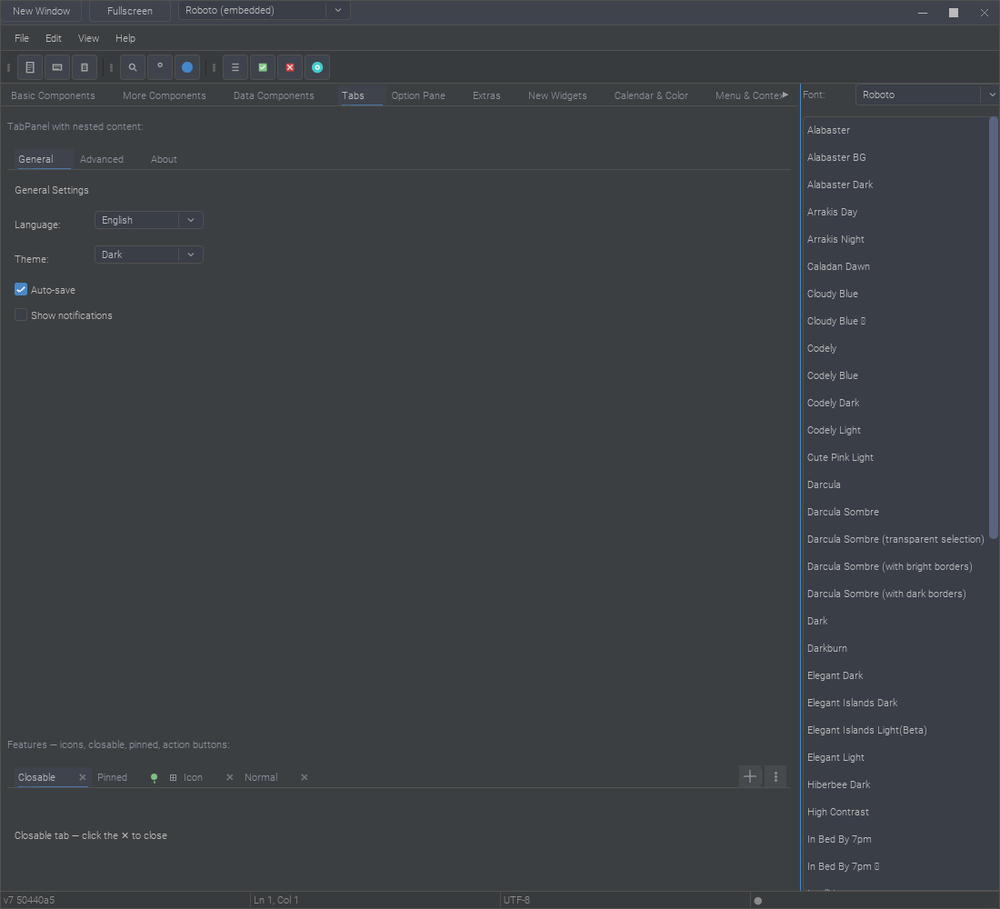 New Window Fullscreen Roboto (embedded)
File Edit View Help
Basic Components More Components Data Components Tabs Option Pane Extras New Widgets Calendar & Color Menu & Contex
Font: Roboto
TabPanel with nested content:
General Advanced About
General Settings
Language: English
Theme: Dark
Auto-save
Show notifications
Features — icons, closable, pinned, action buttons:
Closable Pinned Icon Normal
Closable tab — click the ✕ to close
Alabaster
Alabaster BG
Alabaster Dark
Arrakis Day
Arrakis Night
Caladan Dawn
Cloudy Blue
Cloudy Blue
Codely
Codely Blue
Codely Dark
Codely Light
Cute Pink Light
Darcula
Darcula Sombre
Darcula Sombre (transparent selection)
Darcula Sombre (with bright borders)
Darcula Sombre (with dark borders)
Dark
Darkburn
Elegant Dark
Elegant Islands Dark
Elegant Islands Light(Beta)
Elegant Light
Hiberbee Dark
High Contrast
In Bed By 7pm
In Bed By 7pm
v7 50440a5 Ln 1, Col 1 UTF-8